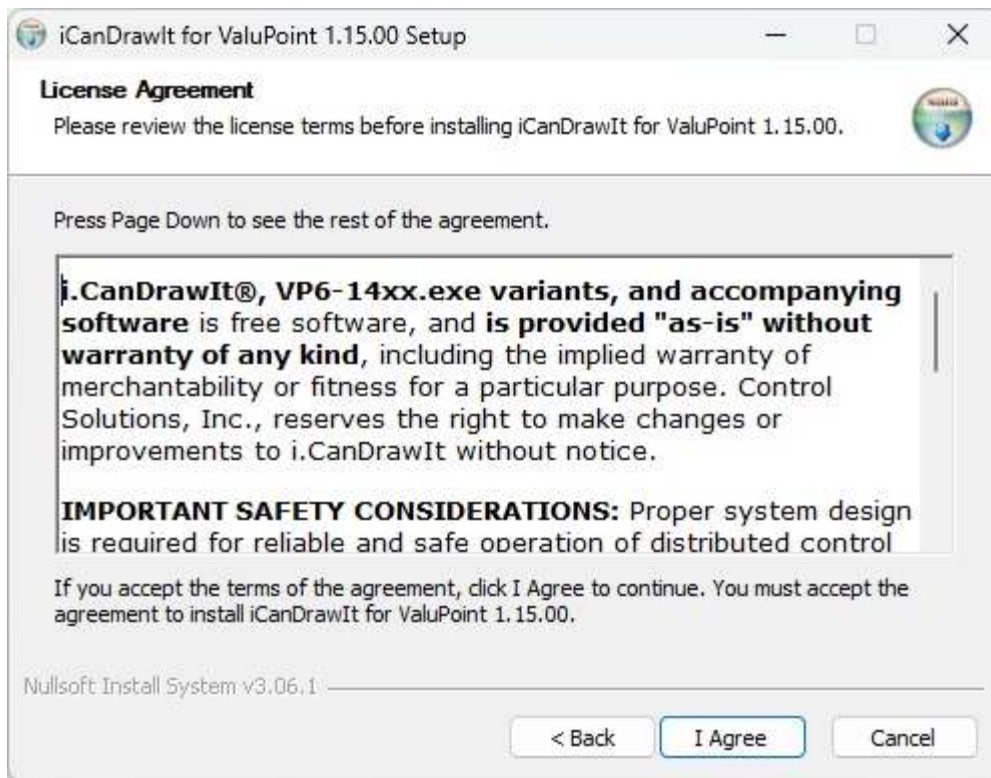 iCanDrawIt for ValuPoint 1.15.00 Setup
License Agreement
Please review the license terms before installing iCanDrawIt for ValuPoint 1.15.00.
Press Page Down to see the rest of the agreement.
i.CanDrawIt®, VP6-14xx.exe variants, and accompanying
software is free software, and is provided "as-is" without
warranty of any kind, including the implied warranty of
merchantability or fitness for a particular purpose. Control
Solutions, Inc., reserves the right to make changes or
improvements to i.CanDrawIt without notice.
IMPORTANT SAFETY CONSIDERATIONS: Proper system design
is required for reliable and safe operation of distributed control
If you accept the terms of the agreement, click I Agree to continue. You must accept the
agreement to install iCanDrawIt for ValuPoint 1.15.00.
Nullsoft Install System v3.06.1
< Back
I Agree
Cancel